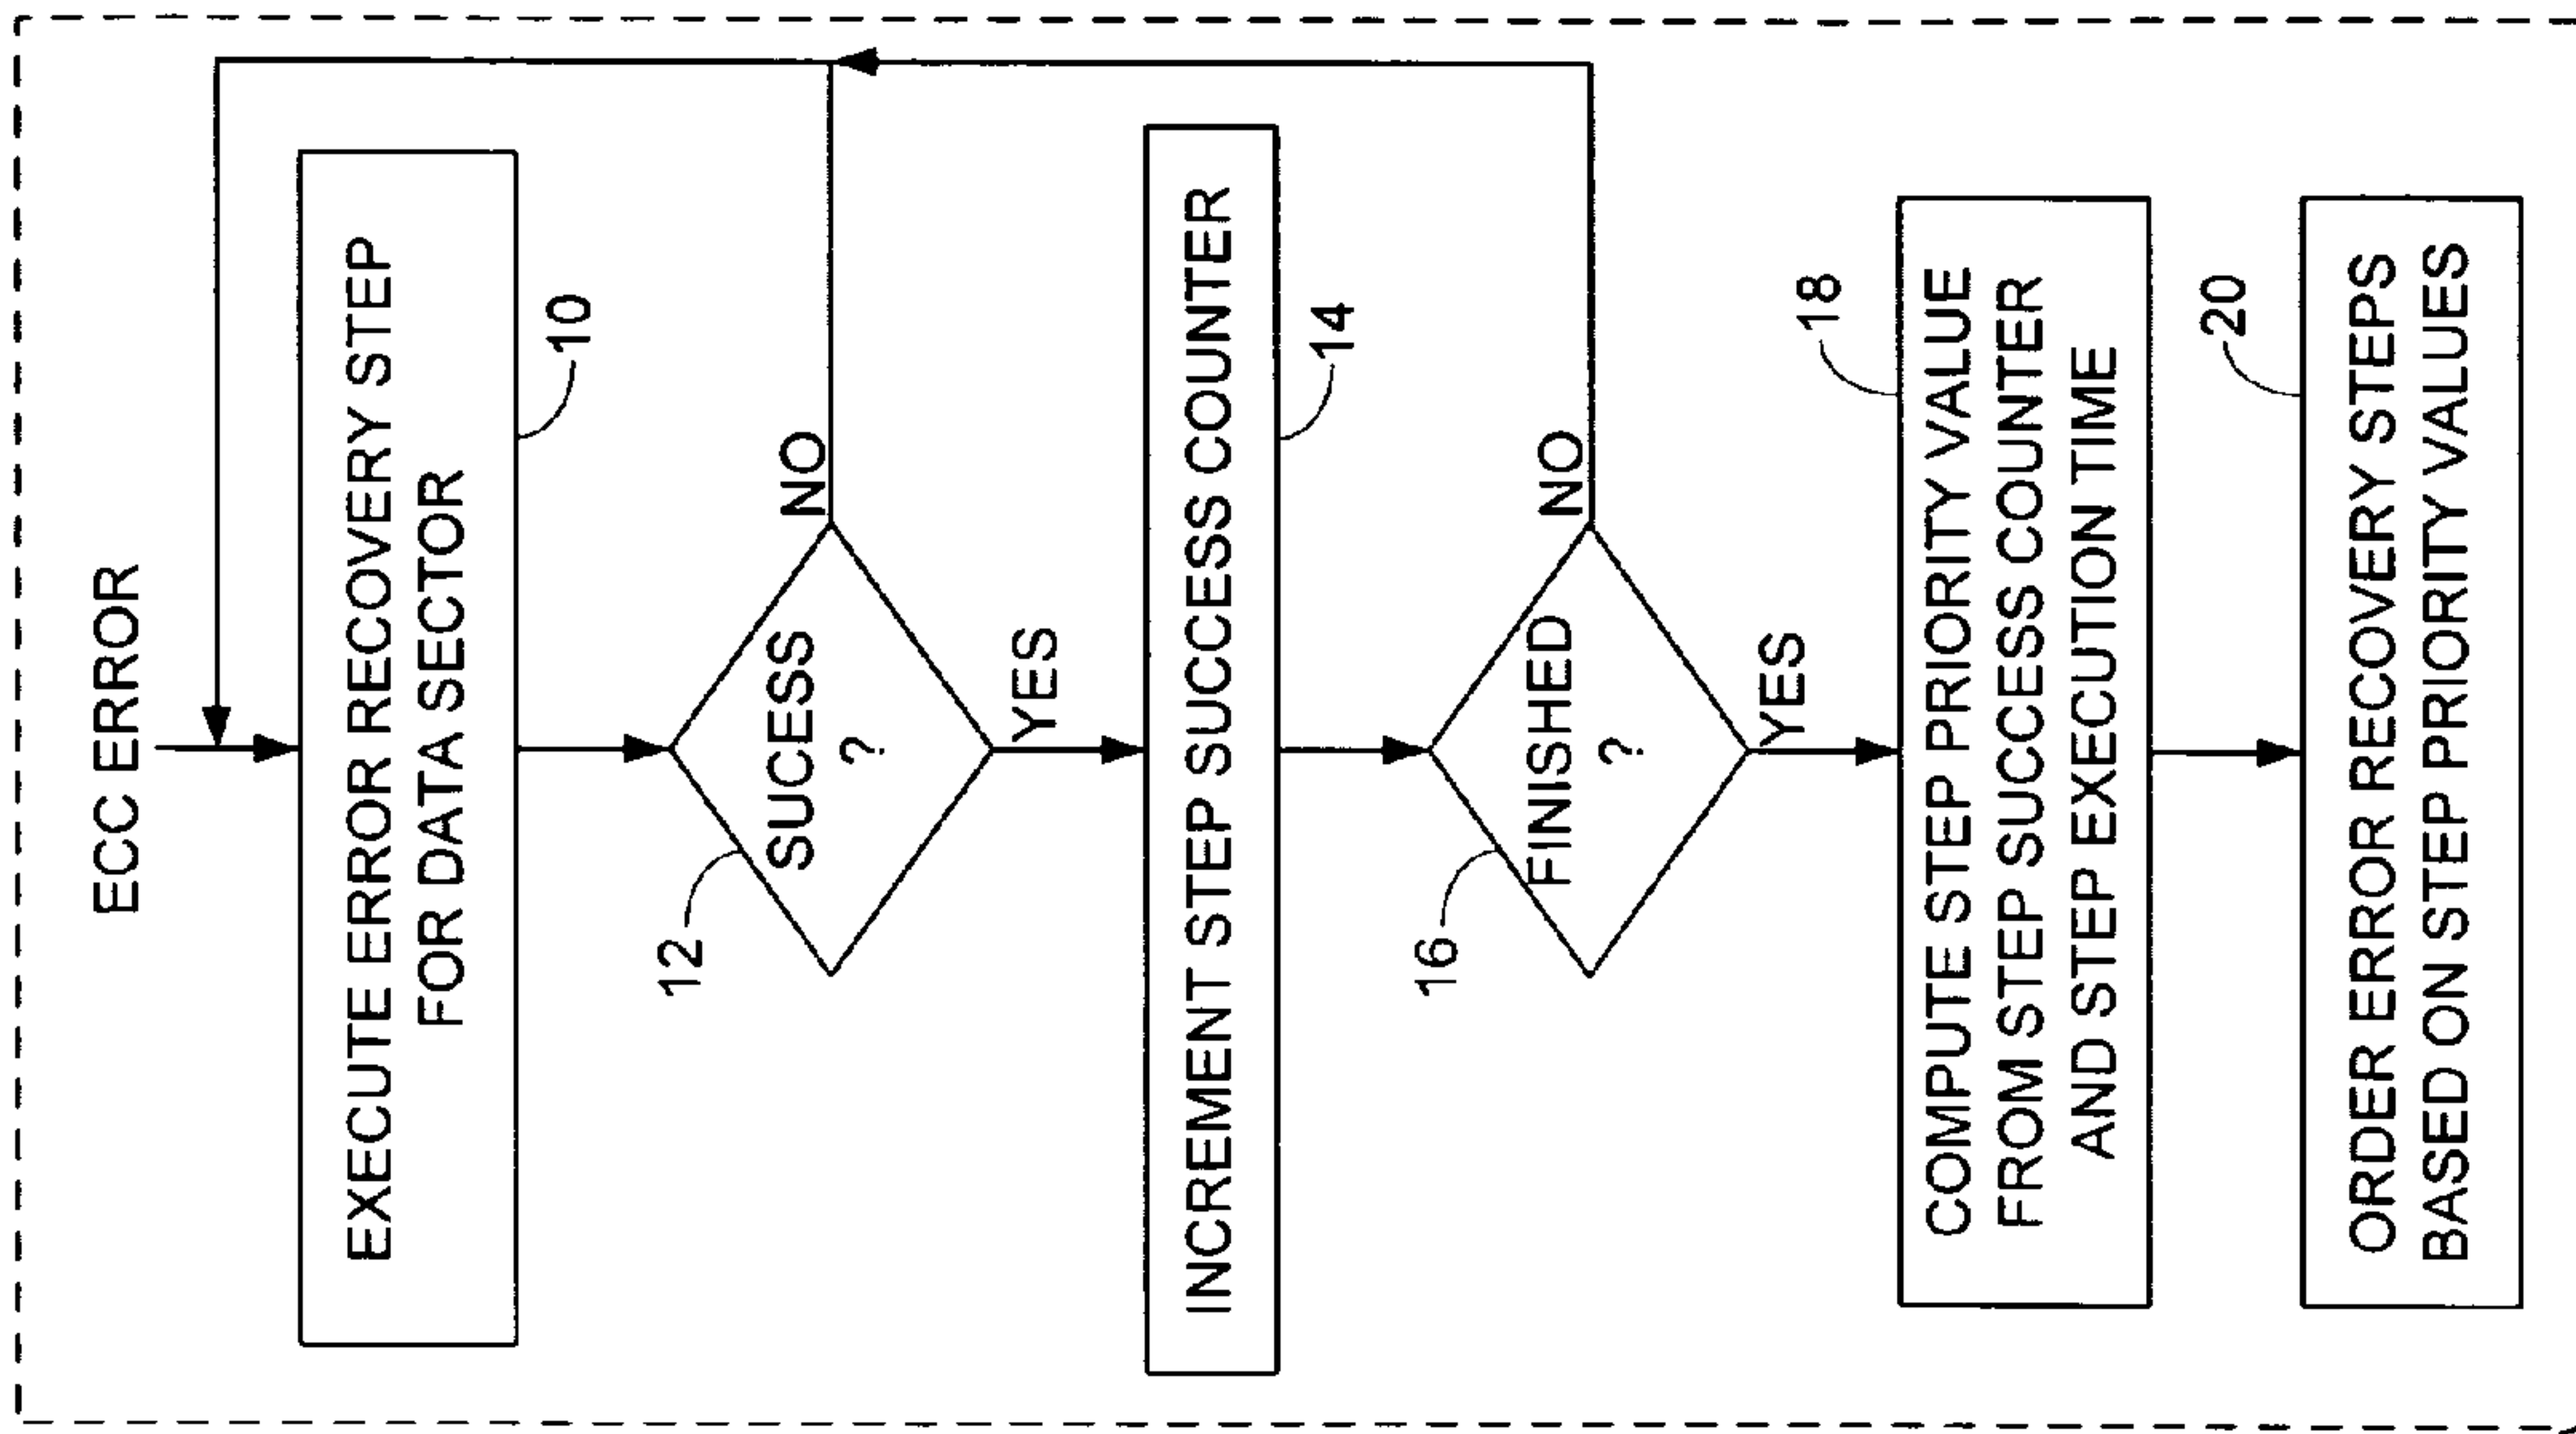 ECC ERROR
EXECUTE ERROR RECOVERY STEP
FOR DATA SECTOR
10
12
SUCCESS
?
NO
YES
INCREMENT STEP SUCCESS COUNTER
14
16
FINISHED
?
NO
YES
18
COMPUTE STEP PRIORITY VALUE
FROM STEP SUCCESS COUNTER
AND STEP EXECUTION TIME
20
ORDER ERROR RECOVERY STEPS
BASED ON STEP PRIORITY VALUES